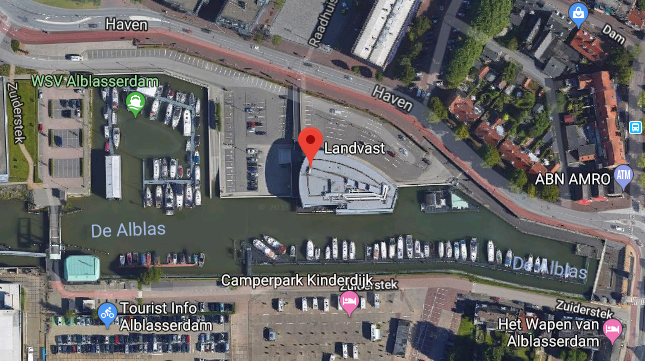 Haven
Raadhuis
Dam
WSV Alblasserdam
Zuiderstek
Haven
Landvast
ABN AMRO
ATM
De Alblas
De Alblas
Camperpark Kinderdijk
Zuiderstek
Zuiderstek
Tourist Info
Alblasserdam
Het Wapen van
Alblasserdam